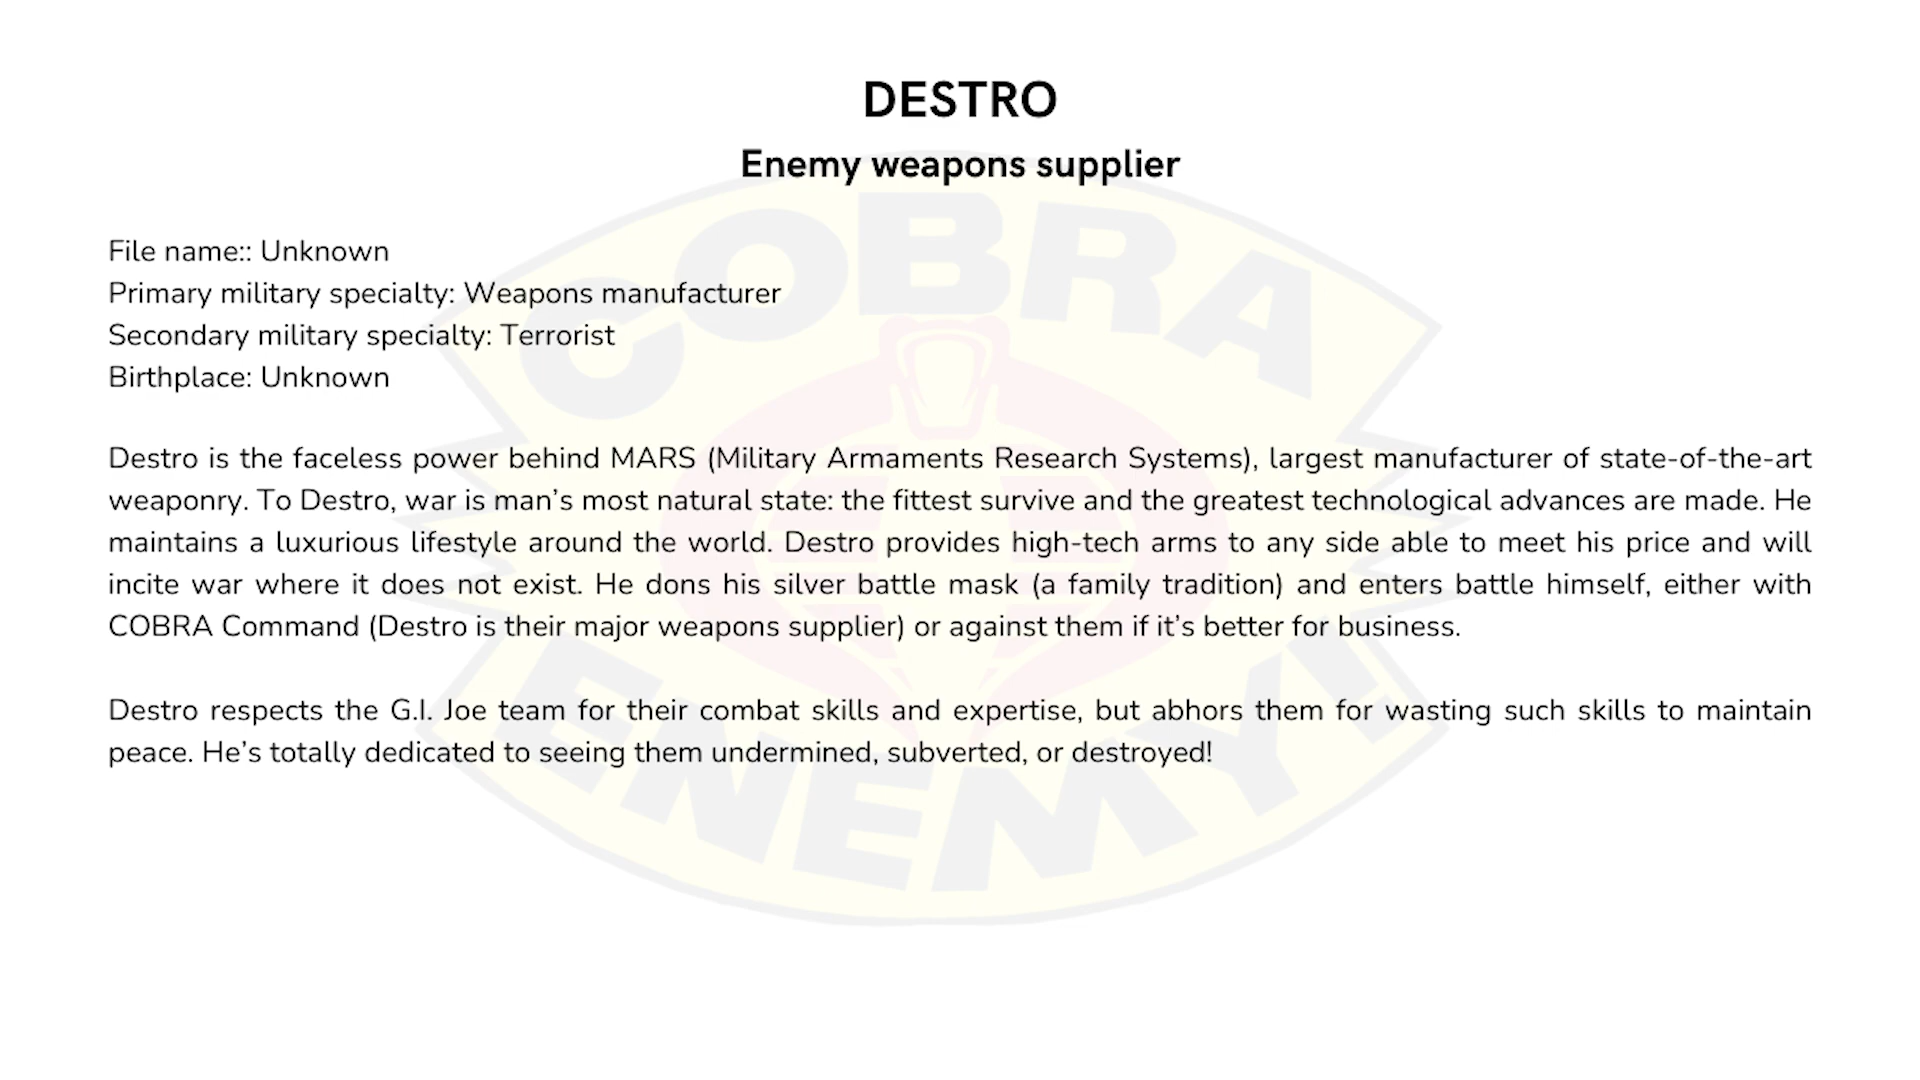 DESTRO
Enemy weapons supplier
File name:: Unknown
Primary military specialty: Weapons manufacturer
Secondary military specialty: Terrorist
Birthplace: Unknown
Destro is the faceless power behind MARS (Military Armaments Research Systems), largest manufacturer of state-of-the-art
weaponry. To Destro, war is man’s most natural state: the fittest survive and the greatest technological advances are made. He
maintains a luxurious lifestyle around the world. Destro provides high-tech arms to any side able to meet his price and will
incite war where it does not exist. He dons his silver battle mask (a family tradition) and enters battle himself, either with
COBRA Command (Destro is their major weapons supplier) or against them if it’s better for business.
Destro respects the G.I. Joe team for their combat skills and expertise, but abhors them for wasting such skills to maintain
peace. He’s totally dedicated to seeing them undermined, subverted, or destroyed!
COBRA
ENEMY!